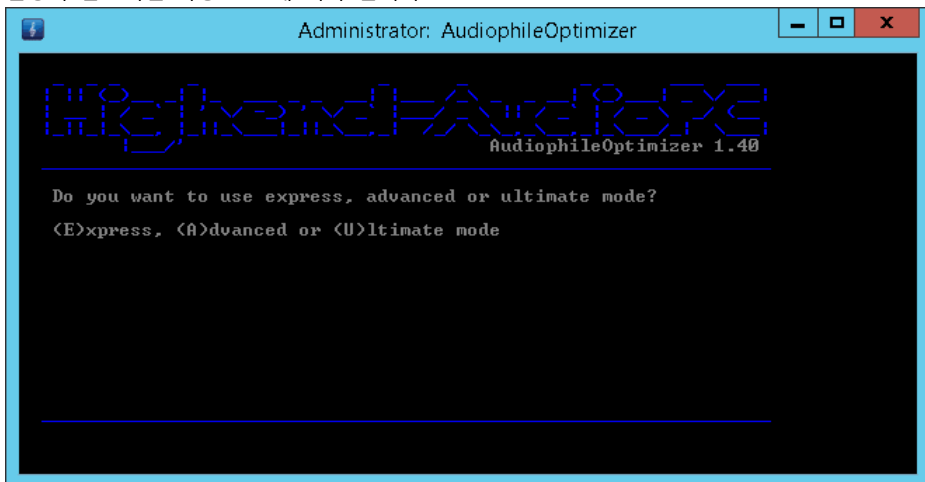 Administrator: AudiophileOptimizer
Highend-AudioPC
AudiophileOptimizer 1.40
Do you want to use express, advanced or ultimate mode?
(E)xpress, (A)dvanced or (U)ltimate mode